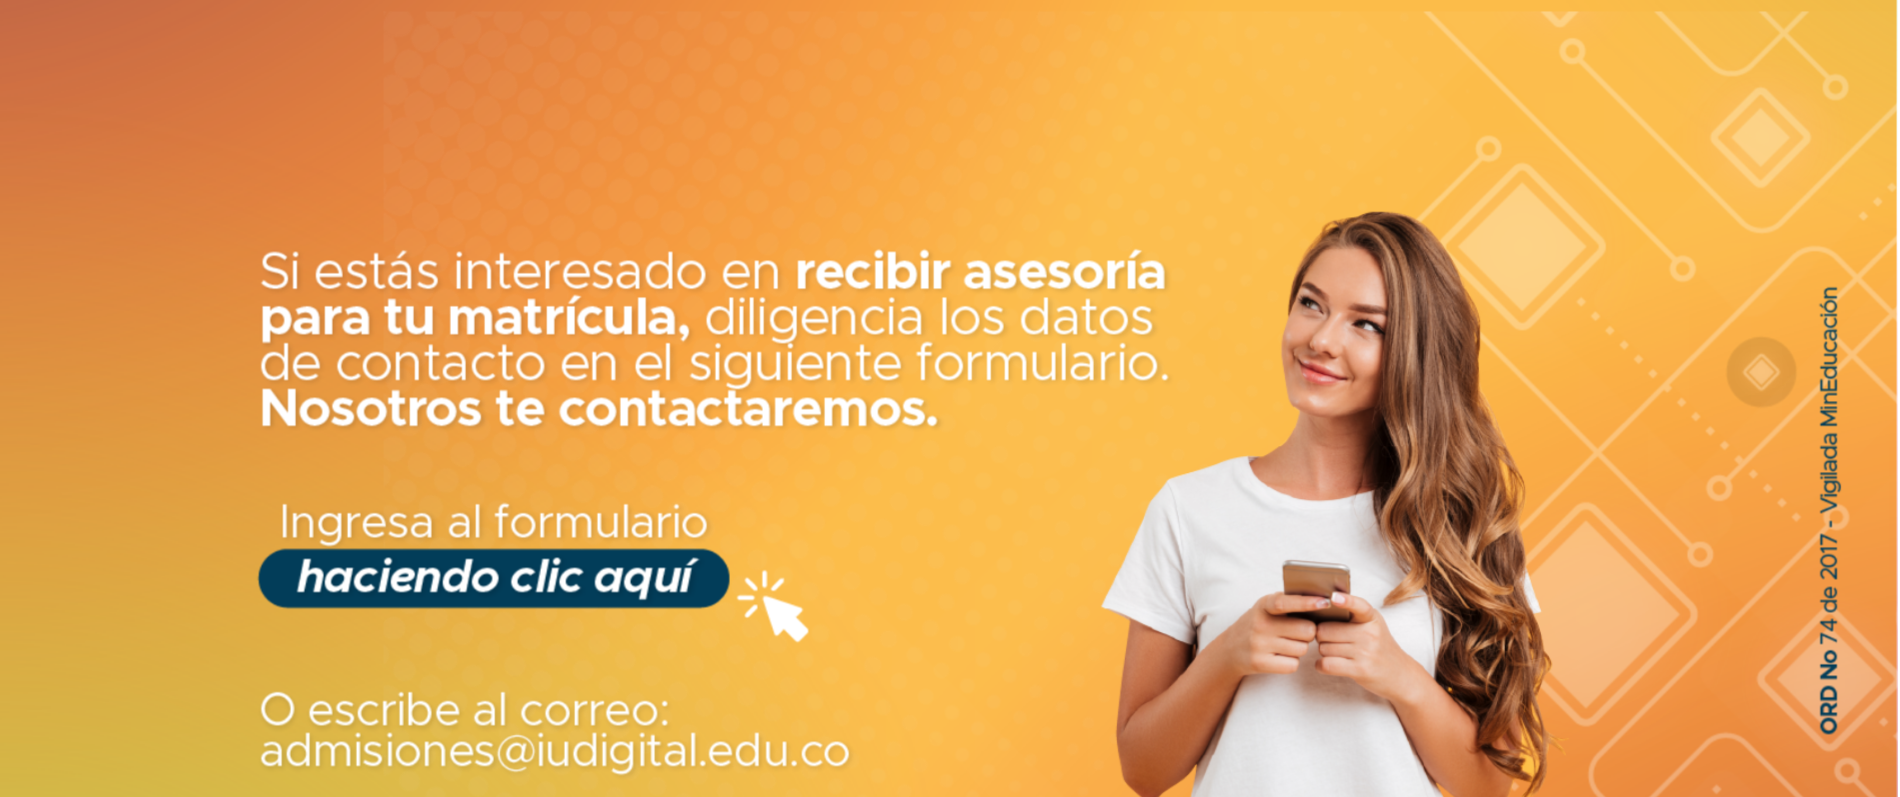 Si estás interesado en recibir asesoría
para tu matrícula, diligencia los datos
de contacto en el siguiente formulario.
Nosotros te contactaremos.
Ingresa al formulario
haciendo clic aquí
O escribe al correo:
admisiones@iudigital.edu.co
ORD No 74 de 2017 - Vigilada MinEducación